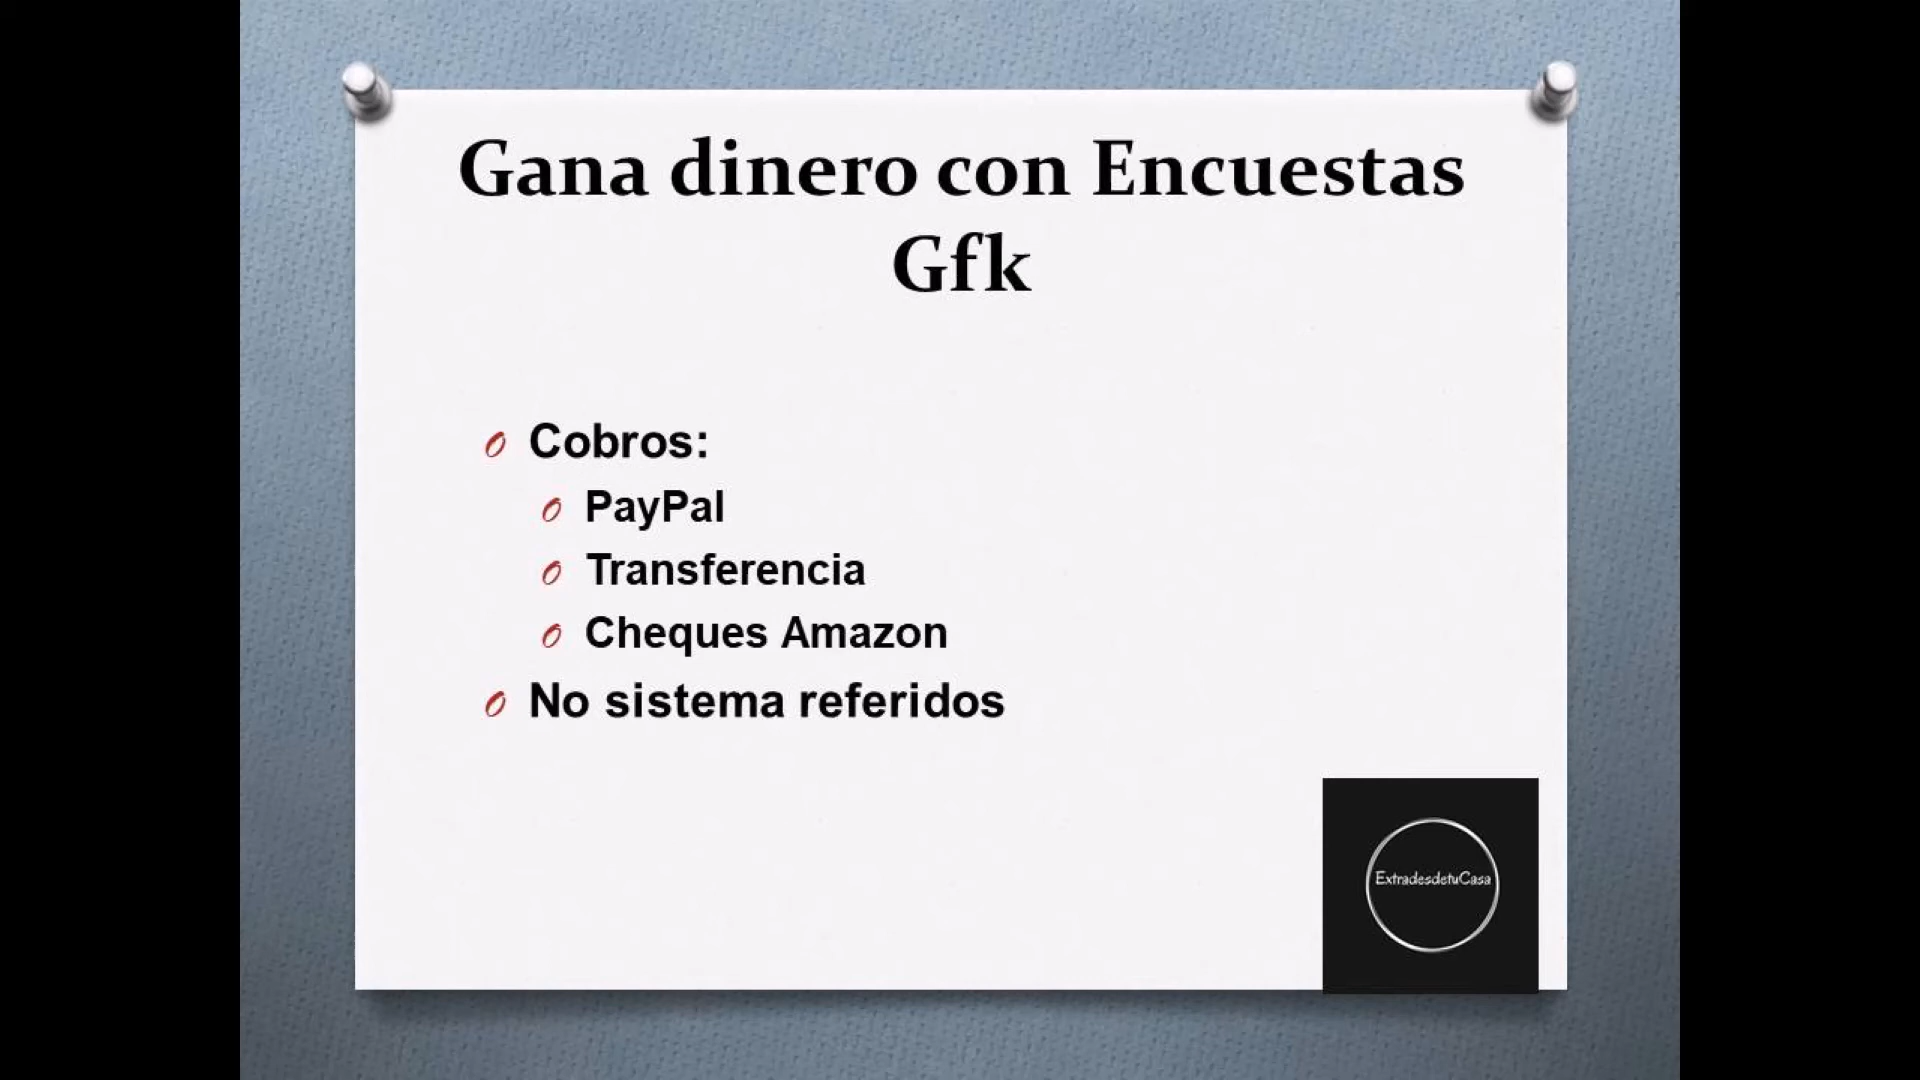 Gana dinero con Encuestas
Gfk
Cobros:
PayPal
Transferencia
Cheques Amazon
No sistema referidos
ExtradesdetuCasa